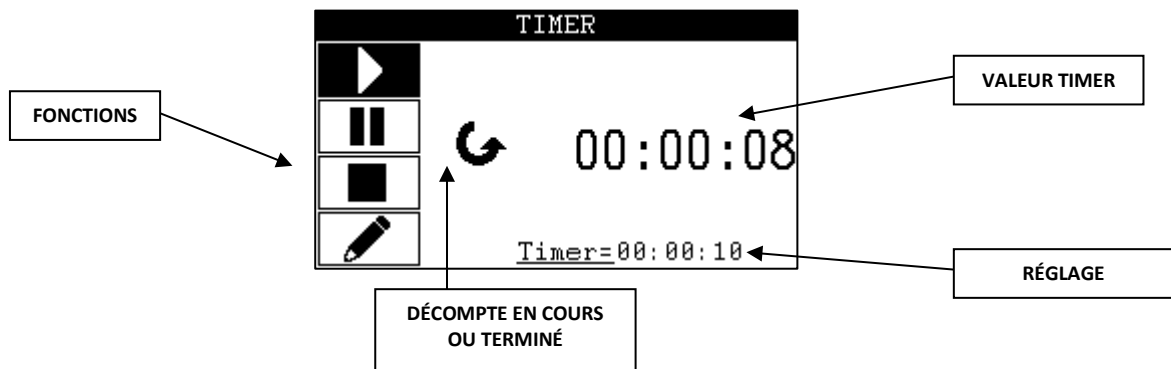 TIMER
FONCTIONS
VALEUR TIMER
00:00:08
Timer=00:00:10
RÉGLAGE
DÉCOMPTE EN COURS
OU TERMINÉ